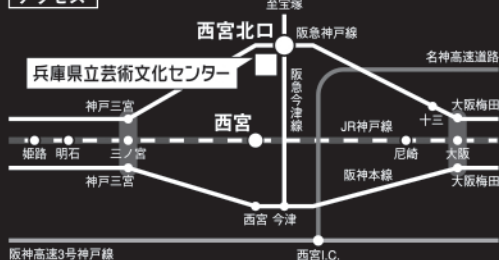 アクセス
至宝塚
西宮北口
阪急神戸線
兵庫県立芸術文化センター
阪急今津線
名神高速道路
神戸三宮
西宮
JR神戸線
十三
大阪梅田
姫路
明石
三ノ宮
尼崎
大阪
神戸三宮
阪神本線
大阪梅田
西宮
今津
阪神高速3号神戸線
西宮I.C.